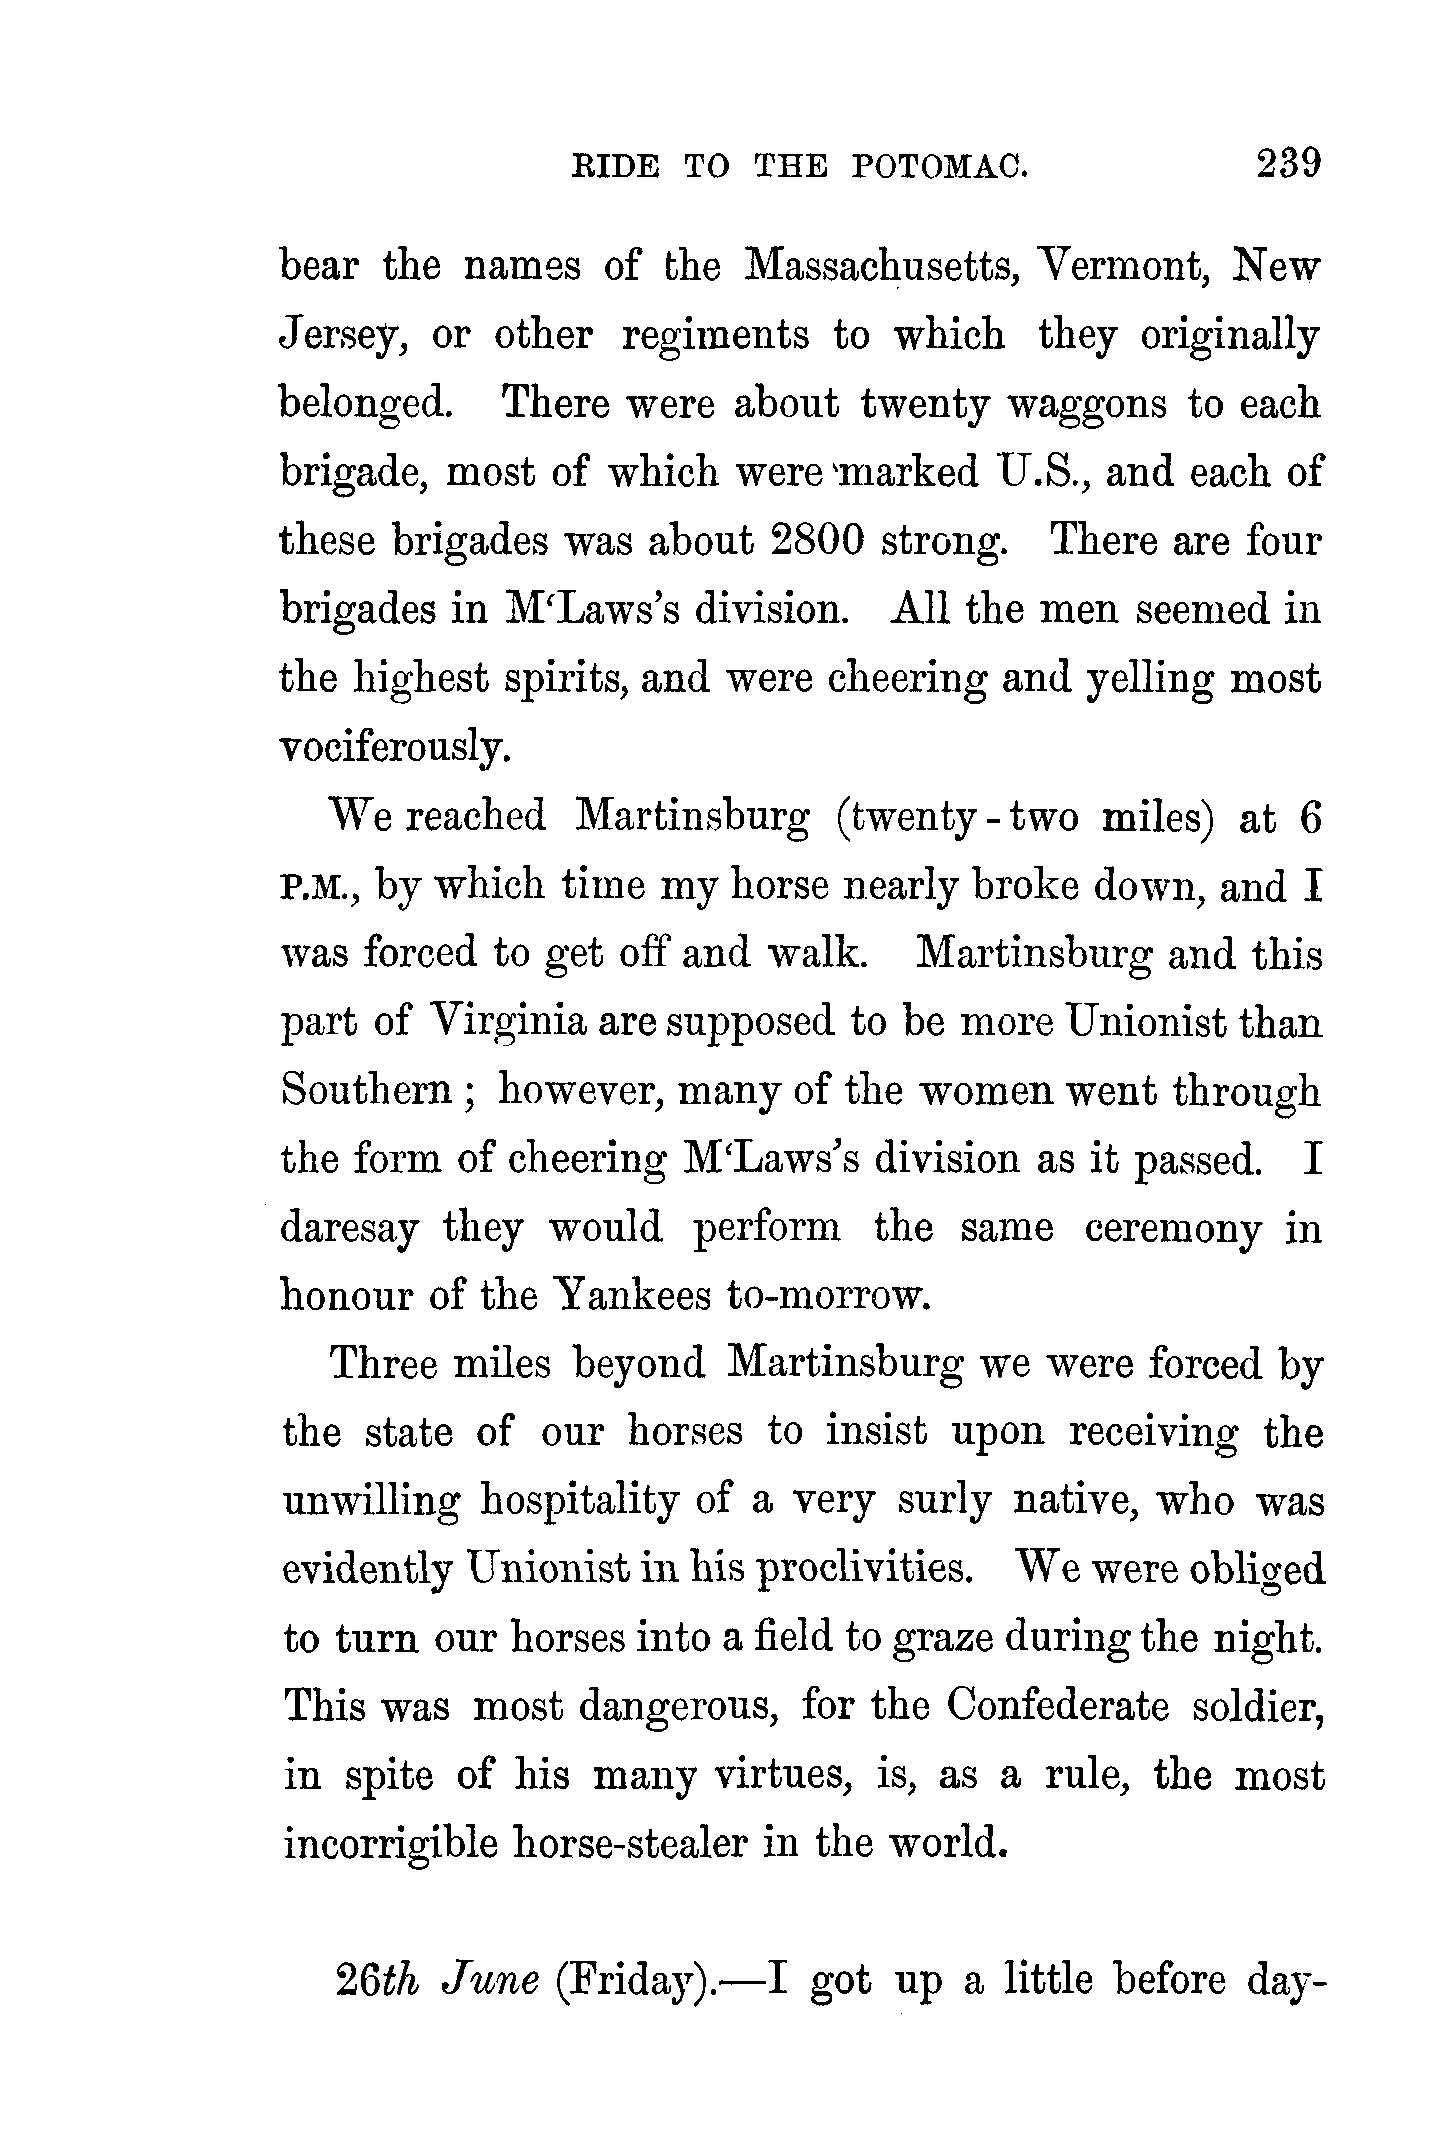 RIDE TO THE POTOMAC. 239
bear the names of the Massachusetts, Vermont, New
Jersey, or other regiments to which they originally
belonged. There were about twenty waggons to each
brigade, most of which were marked U.S., and each of
these brigades was about 2800 strong. There are four
brigades in M‘Laws’s division. All the men seemed in
the highest spirits, and were cheering and yelling most
vociferously.
We reached Martinsburg (twenty-two miles) at 6
P.M., by which time my horse nearly broke down, and I
was forced to get off and walk. Martinsburg and this
part of Virginia are supposed to be more Unionist than
Southern ; however, many of the women went through
the form of cheering M‘Laws’s division as it passed. I
daresay they would perform the same ceremony in
honour of the Yankees to-morrow.
Three miles beyond Martinsburg we were forced by
the state of our horses to insist upon receiving the
unwilling hospitality of a very surly native, who was
evidently Unionist in his proclivities. We were obliged
to turn our horses into a field to graze during the night.
This was most dangerous, for the Confederate soldier,
in spite of his many virtues, is, as a rule, the most
incorrigible horse-stealer in the world.
26th June (Friday).—I got up a little before day-